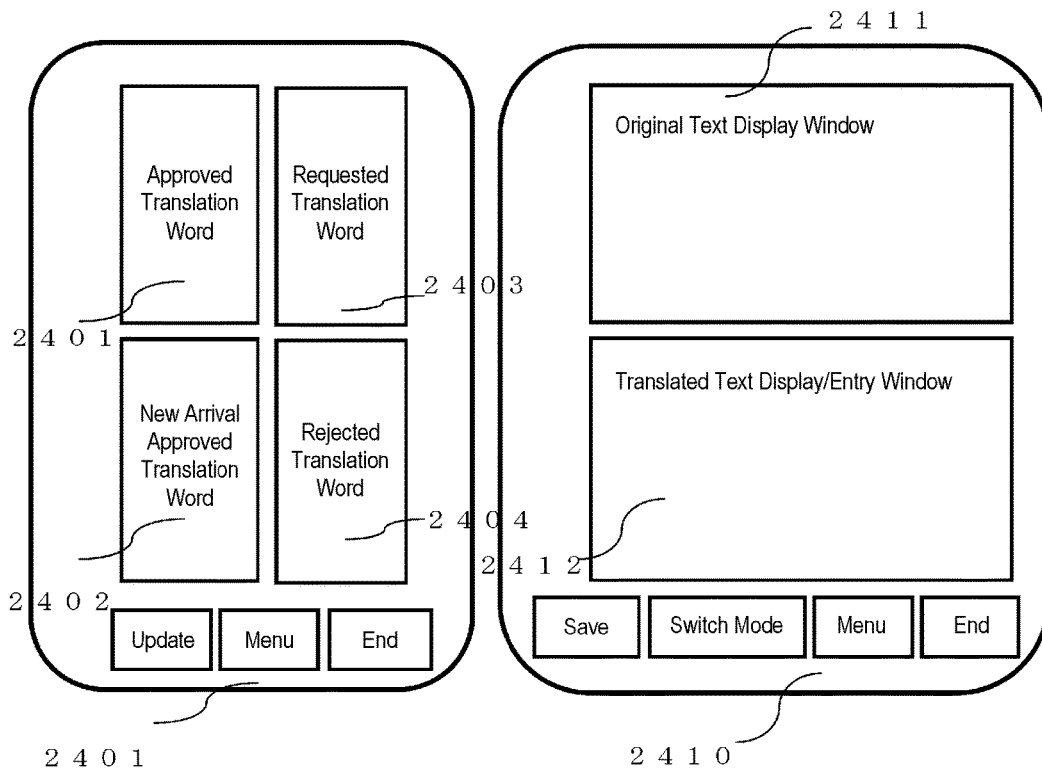 2411
Original Text Display Window
Approved
Translation
Word
Requested
Translation
Word
2403
2401
New Arrival
Approved
Translation
Word
Rejected
Translation
Word
Translated Text Display/Entry Window
2404
2412
2402
Update
Menu
End
Save
Switch Mode
Menu
End
2401
2410